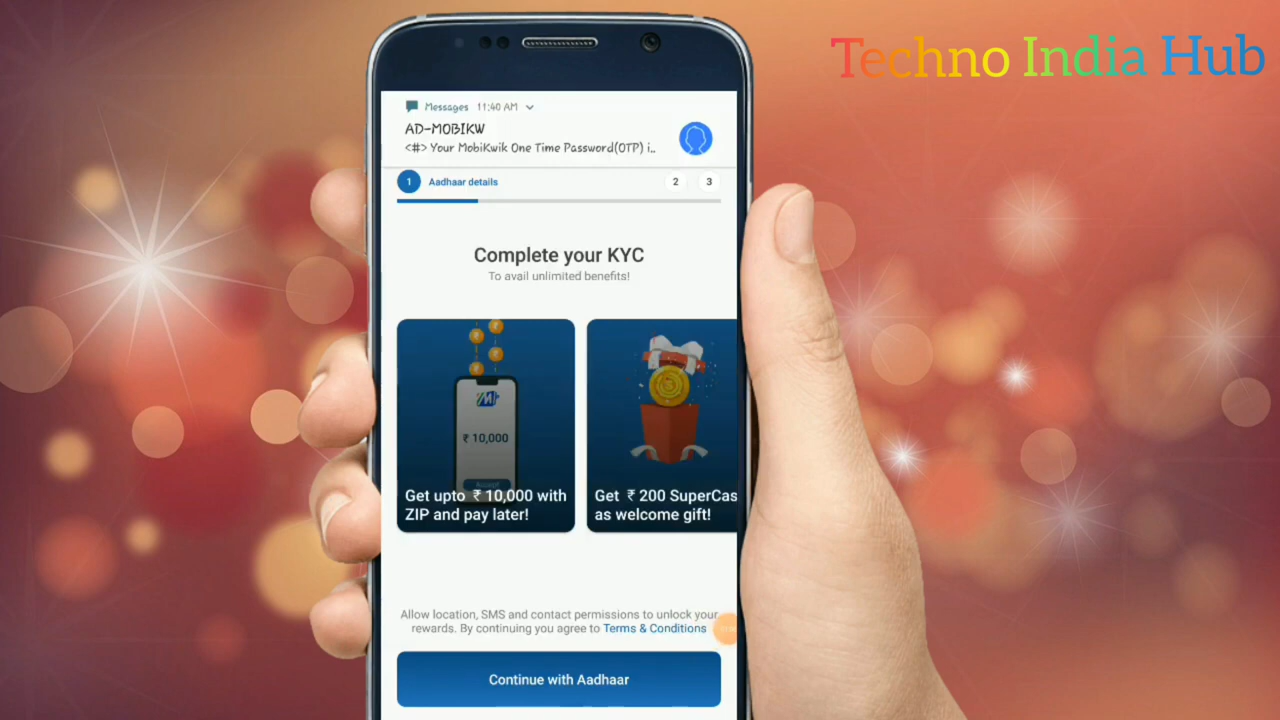 Techno India Hub
Messages 11:40 AM
AD-MOBIKW
<#> Your MobiKwik One Time Password(OTP) i..
1 Aadhaar details 2 3
Complete your KYC
To avail unlimited benefits!
₹ 10,000
Accept
Get upto ₹ 10,000 with
ZIP and pay later!
Get ₹ 200 SuperCas
as welcome gift!
Allow location, SMS and contact permissions to unlock your
rewards. By continuing you agree to Terms & Conditions
Continue with Aadhaar